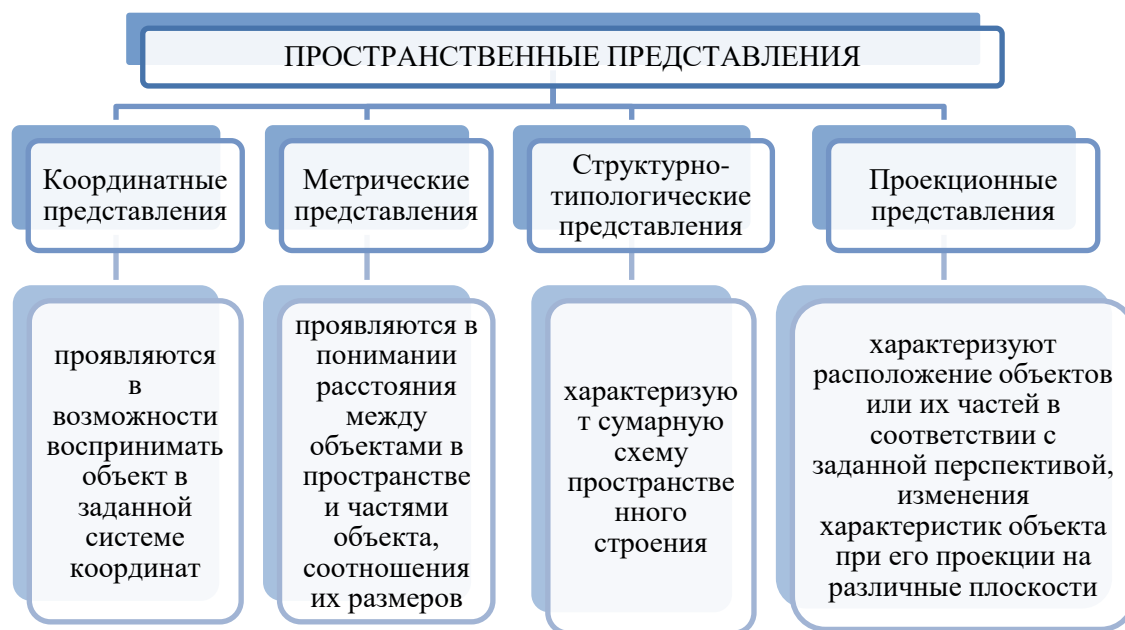 ПРОСТРАНСТВЕННЫЕ ПРЕДСТАВЛЕНИЯ
Координатные
представления
проявляются
в
возможности
воспринимать
объект в
заданной
системе
координат
Метрические
представления
проявляются в
понимании
расстояния
между
объектами в
пространстве
и частями
объекта,
соотношения
их размеров
Структурно-
типологические
представления
характеризую
т сумарную
схему
пространстве
нного
строения
Проекционные
представления
характеризуют
расположение объектов
или их частей в
соответствии с
заданной перспективой,
изменения
характеристик объекта
при его проекции на
различные плоскости